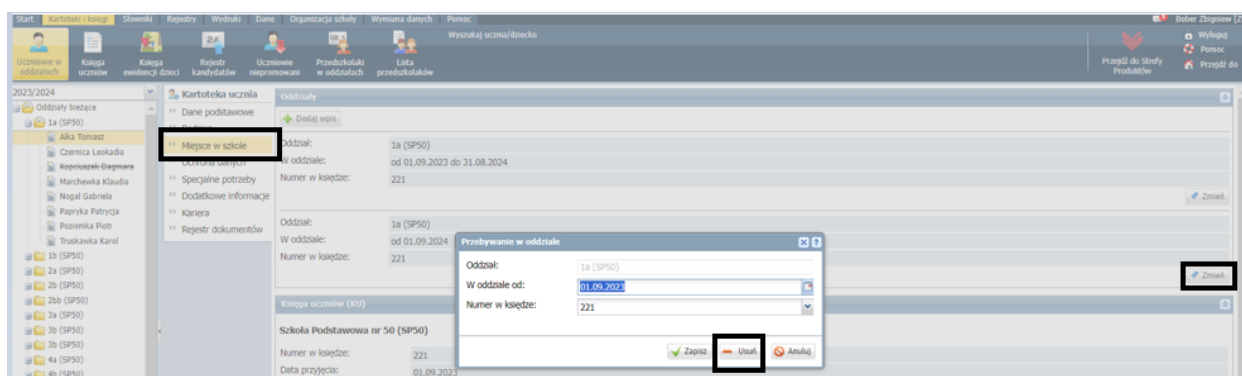 Start Kartoteki i księgi Słowniki Rejestry Wydruki Dane Organizacja szkoły Wymiana danych Pomoc Bober Zbigniew [Z
Uczniowie w oddziałach
Księga uczniów
Księga ewidencji dzieci
Rejestr kandydatów
Uczniowie niepromowani
Przedszkolaki w oddziałach
Lista przedszkolaków
Wyszukaj ucznia/dziecko
Przejdź do Strefy Produktów
Wyloguj
Pomoc
Przejdź do
2023/2024
Oddziały bieżące
1a (SP50)
Alka Tomasz
Czernica Leokadia
Kopciuszek Dagmara
Marchewka Klaudia
Nogal Gabriela
Papryka Patrycja
Poziomka Piotr
Truskawka Karol
1b (SP50)
2a (SP50)
2b (SP50)
2bb (SP50)
3a (SP50)
3b (SP50)
3b (SP50)
4a (SP50)
4b (SP50)
Kartoteka ucznia
Dane podstawowe
Miejsce w szkole
Ochrona danych
Specjalne potrzeby
Dodatkowe informacje
Kariera
Rejestr dokumentów
Oddziały
Dodaj wpis
Oddział: 1a (SP50)
W oddziale: od 01.09.2023 do 31.08.2024
Numer w księdze: 221
Zmień
Oddział: 1a (SP50)
W oddziale: od 01.09.2024
Numer w księdze: 221
Zmień
Przebywanie w oddziale
Oddział: 1a (SP50)
W oddziale od: 01.09.2023
Numer w księdze: 221
Zapisz Usuń Anuluj
Księga uczniów (KU)
Szkoła Podstawowa nr 50 (SP50)
Numer w księdze: 221
Data przyjęcia: 01.09.2023